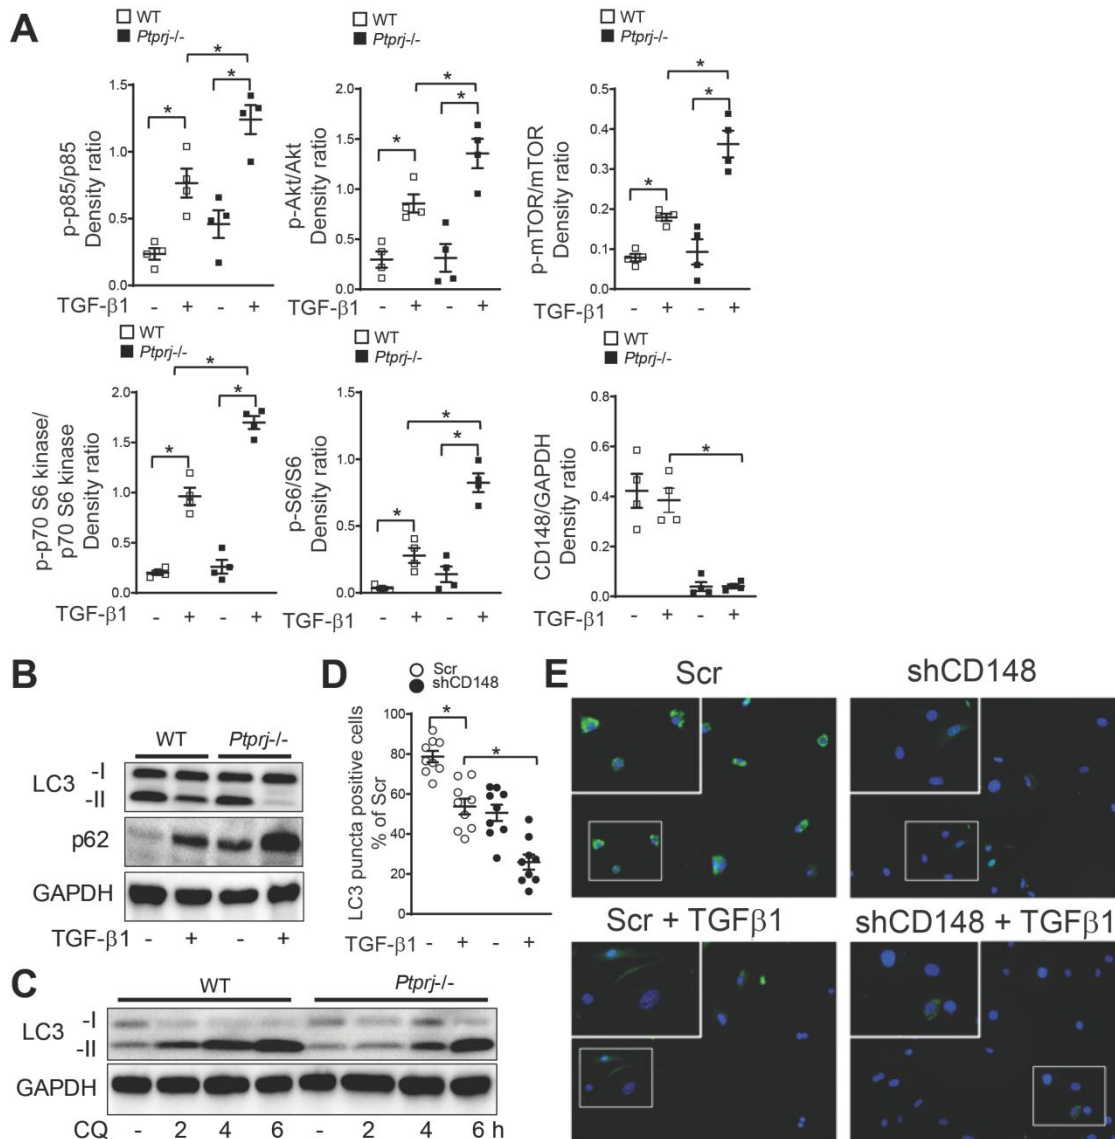 A
WT
Ptprj-/-
p-p85/p85
Density ratio
1.5
1.0
0.5
0.0
*
*
*
TGF-β1 - + - +
WT
Ptprj-/-
p-Akt/Akt
Density ratio
2.0
1.5
1.0
0.5
0.0
*
*
*
TGF-β1 - + - +
WT
Ptprj-/-
p-mTOR/mTOR
Density ratio
0.5
0.4
0.3
0.2
0.1
0.0
*
*
*
TGF-β1 - + - +
WT
Ptprj-/-
p-p70 S6 kinase/
p70 S6 kinase
Density ratio
2.0
1.5
1.0
0.5
0.0
*
*
*
TGF-β1 - + - +
WT
Ptprj-/-
p-S6/S6
Density ratio
1.5
1.0
0.5
0.0
*
*
*
TGF-β1 - + - +
WT
Ptprj-/-
CD148/GAPDH
Density ratio
0.8
0.6
0.4
0.2
0.0
*
TGF-β1 - + - +
B
WT Ptprj-/-
LC3 -I
-II
p62
GAPDH
TGF-β1 - + - +
D
Scr
shCD148
LC3 puncta positive cells
% of Scr
100
80
60
40
20
0
*
*
TGF-β1 - + - +
E
Scr
shCD148
Scr + TGFβ1
shCD148 + TGFβ1
C
WT Ptprj-/-
LC3 -I
-II
GAPDH
CQ - 2 4 6 - 2 4 6 h